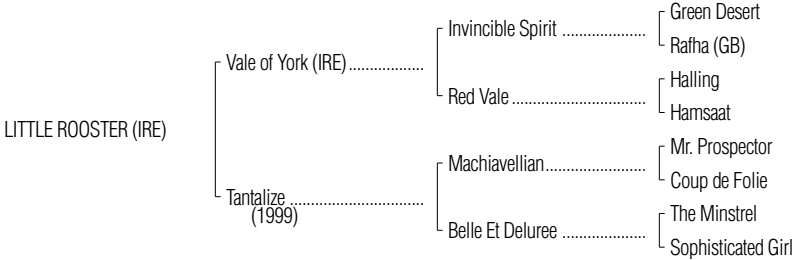 Green Desert
Invincible Spirit ....................
Rafha (GB)
Vale of York (IRE)..................
Halling
Red Vale................................
Hamsaat
LITTLE ROOSTER (IRE)
Mr. Prospector
Machiavellian........................
Coup de Folie
Tantalize ................................
(1999)
The Minstrel
Belle Et Deluree ....................
Sophisticated Girl